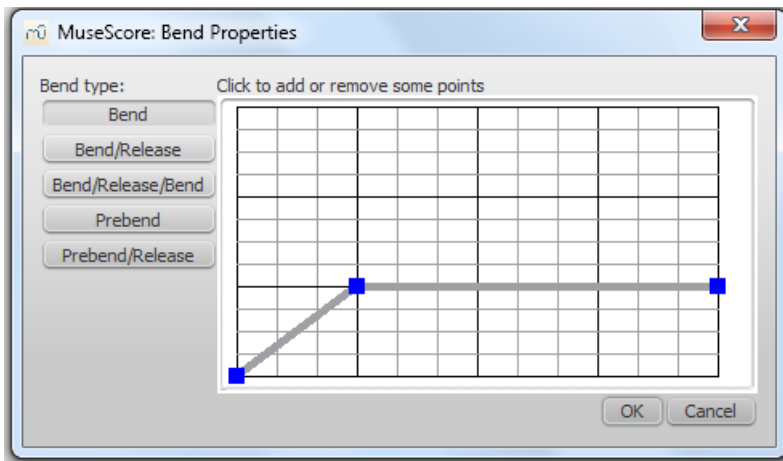 MuseScore: Bend Properties
Bend type:
Click to add or remove some points
Bend
Bend/Release
Bend/Release/Bend
Prebend
Prebend/Release
OK
Cancel